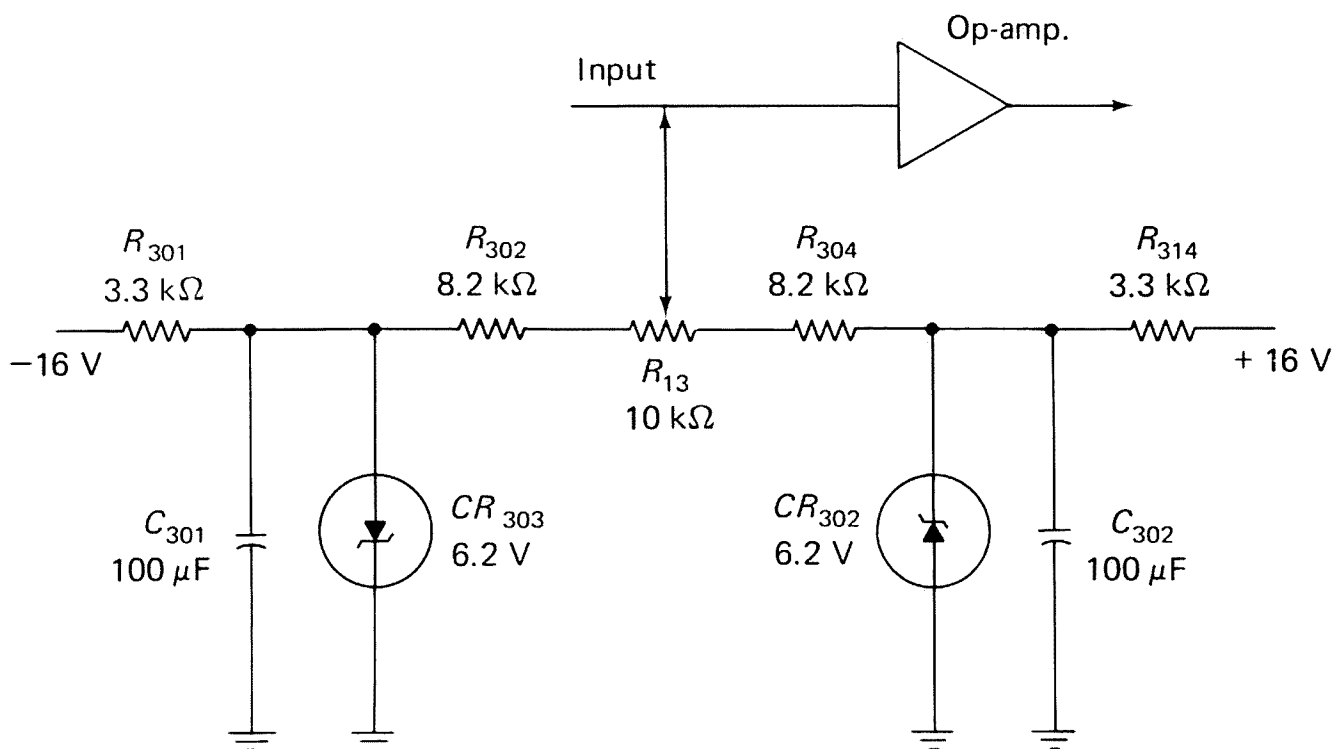 Op-amp.
Input
R301
3.3 kΩ
R302
8.2 kΩ
R304
8.2 kΩ
R314
3.3 kΩ
−16 V
R13
10 kΩ
+ 16 V
C301
100 μF
CR303
6.2 V
CR302
6.2 V
C302
100 μF